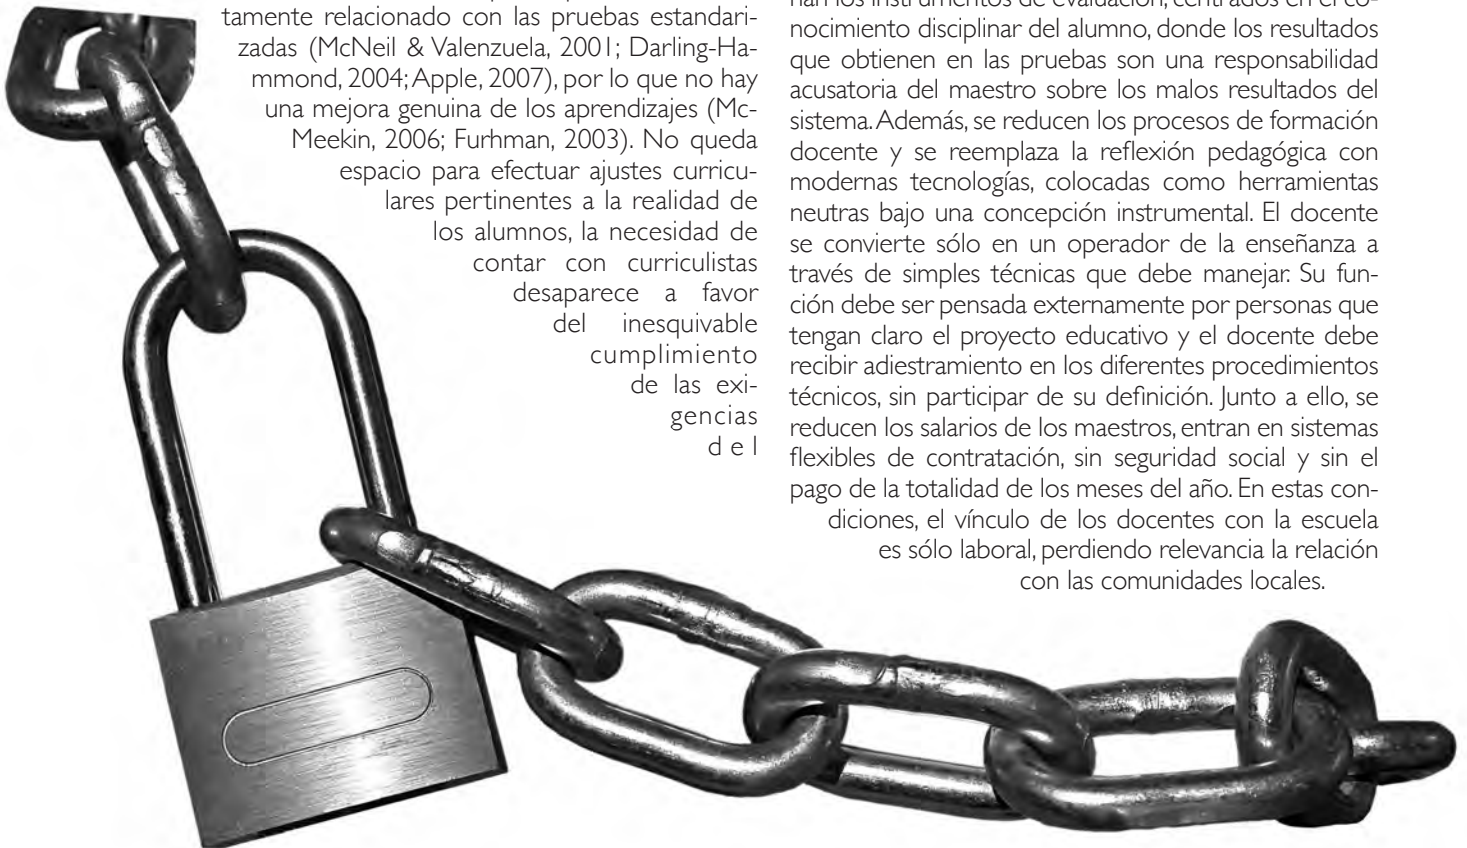 tamente relacionado con las pruebas estandari-
zadas (McNeil & Valenzuela, 2001; Darling-Ha-
mmond, 2004; Apple, 2007), por lo que no hay
una mejora genuina de los aprendizajes (Mc-
Meekin, 2006; Furhman, 2003). No queda
espacio para efectuar ajustes curricu-
lares pertinentes a la realidad de
los alumnos, la necesidad de
contar con curriculistas
desaparece a favor
del inesquivable
cumplimiento
de las exi-
gencias
del
nan los instrumentos de evaluación, centrados en el co-
nocimiento disciplinar del alumno, donde los resultados
que obtienen en las pruebas son una responsabilidad
acusatoria del maestro sobre los malos resultados del
sistema. Además, se reducen los procesos de formación
docente y se reemplaza la reflexión pedagógica con
modernas tecnologías, colocadas como herramientas
neutras bajo una concepción instrumental. El docente
se convierte sólo en un operador de la enseñanza a
través de simples técnicas que debe manejar. Su fun-
ción debe ser pensada externamente por personas que
tengan claro el proyecto educativo y el docente debe
recibir adiestramiento en los diferentes procedimientos
técnicos, sin participar de su definición. Junto a ello, se
reducen los salarios de los maestros, entran en sistemas
flexibles de contratación, sin seguridad social y sin el
pago de la totalidad de los meses del año. En estas con-
diciones, el vínculo de los docentes con la escuela
es sólo laboral, perdiendo relevancia la relación
con las comunidades locales.